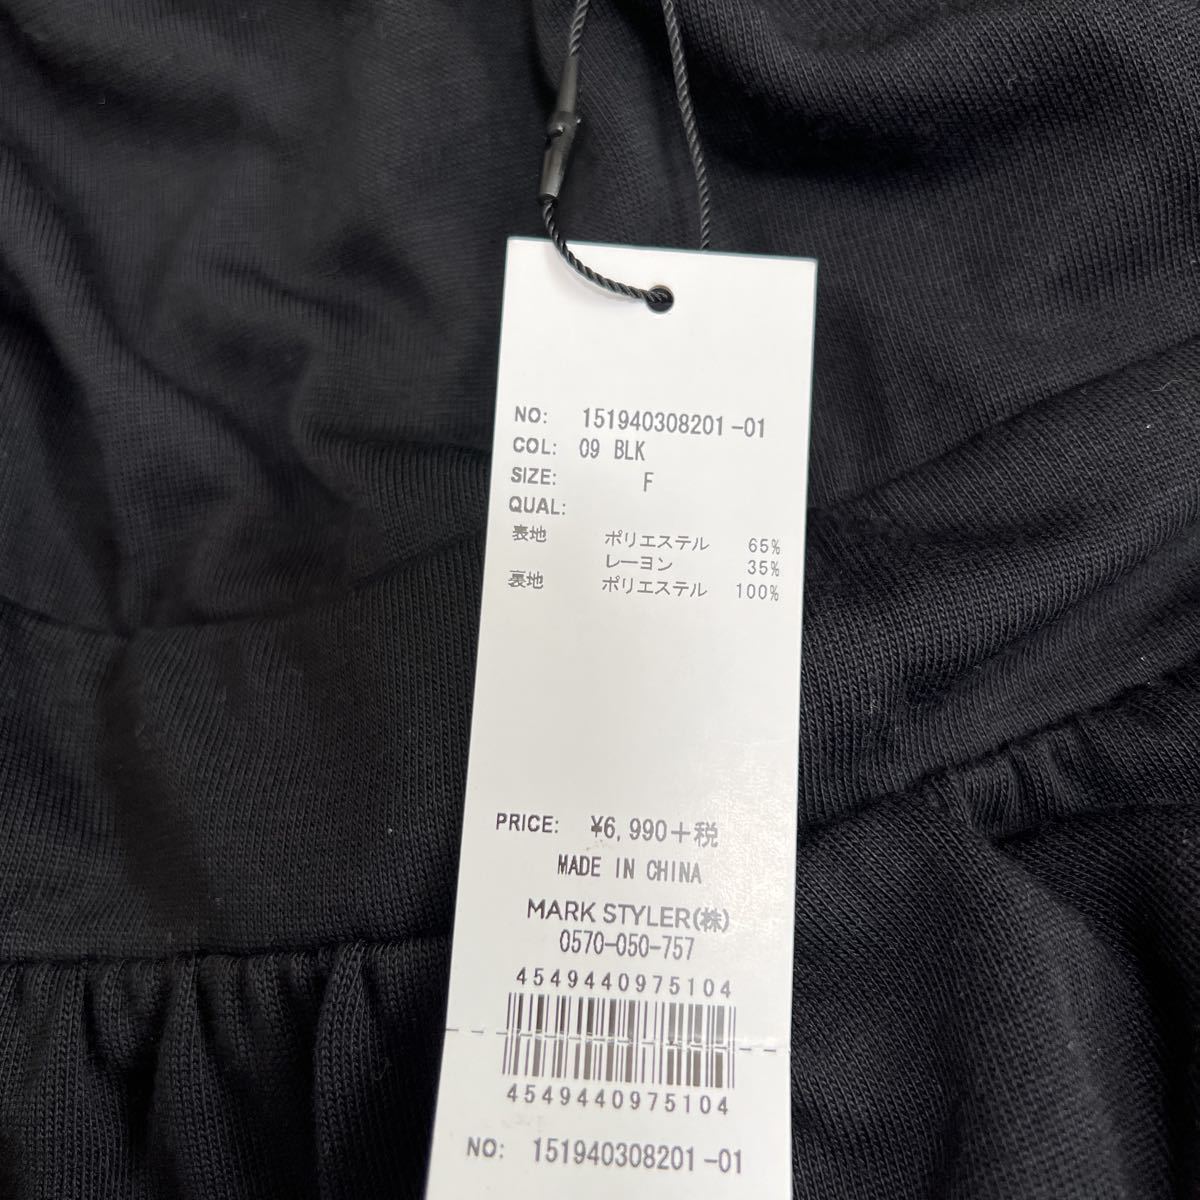 NO: 151940308201-01
COL: 09 BLK
SIZE: F
QUAL:
表地 ポリエステル 65%
レーヨン 35%
裏地 ポリエステル 100%
PRICE: ¥6,990+税
MADE IN CHINA
MARK STYLER(株)
0570-050-757
4549440975104
4549440975104
NO: 151940308201-01